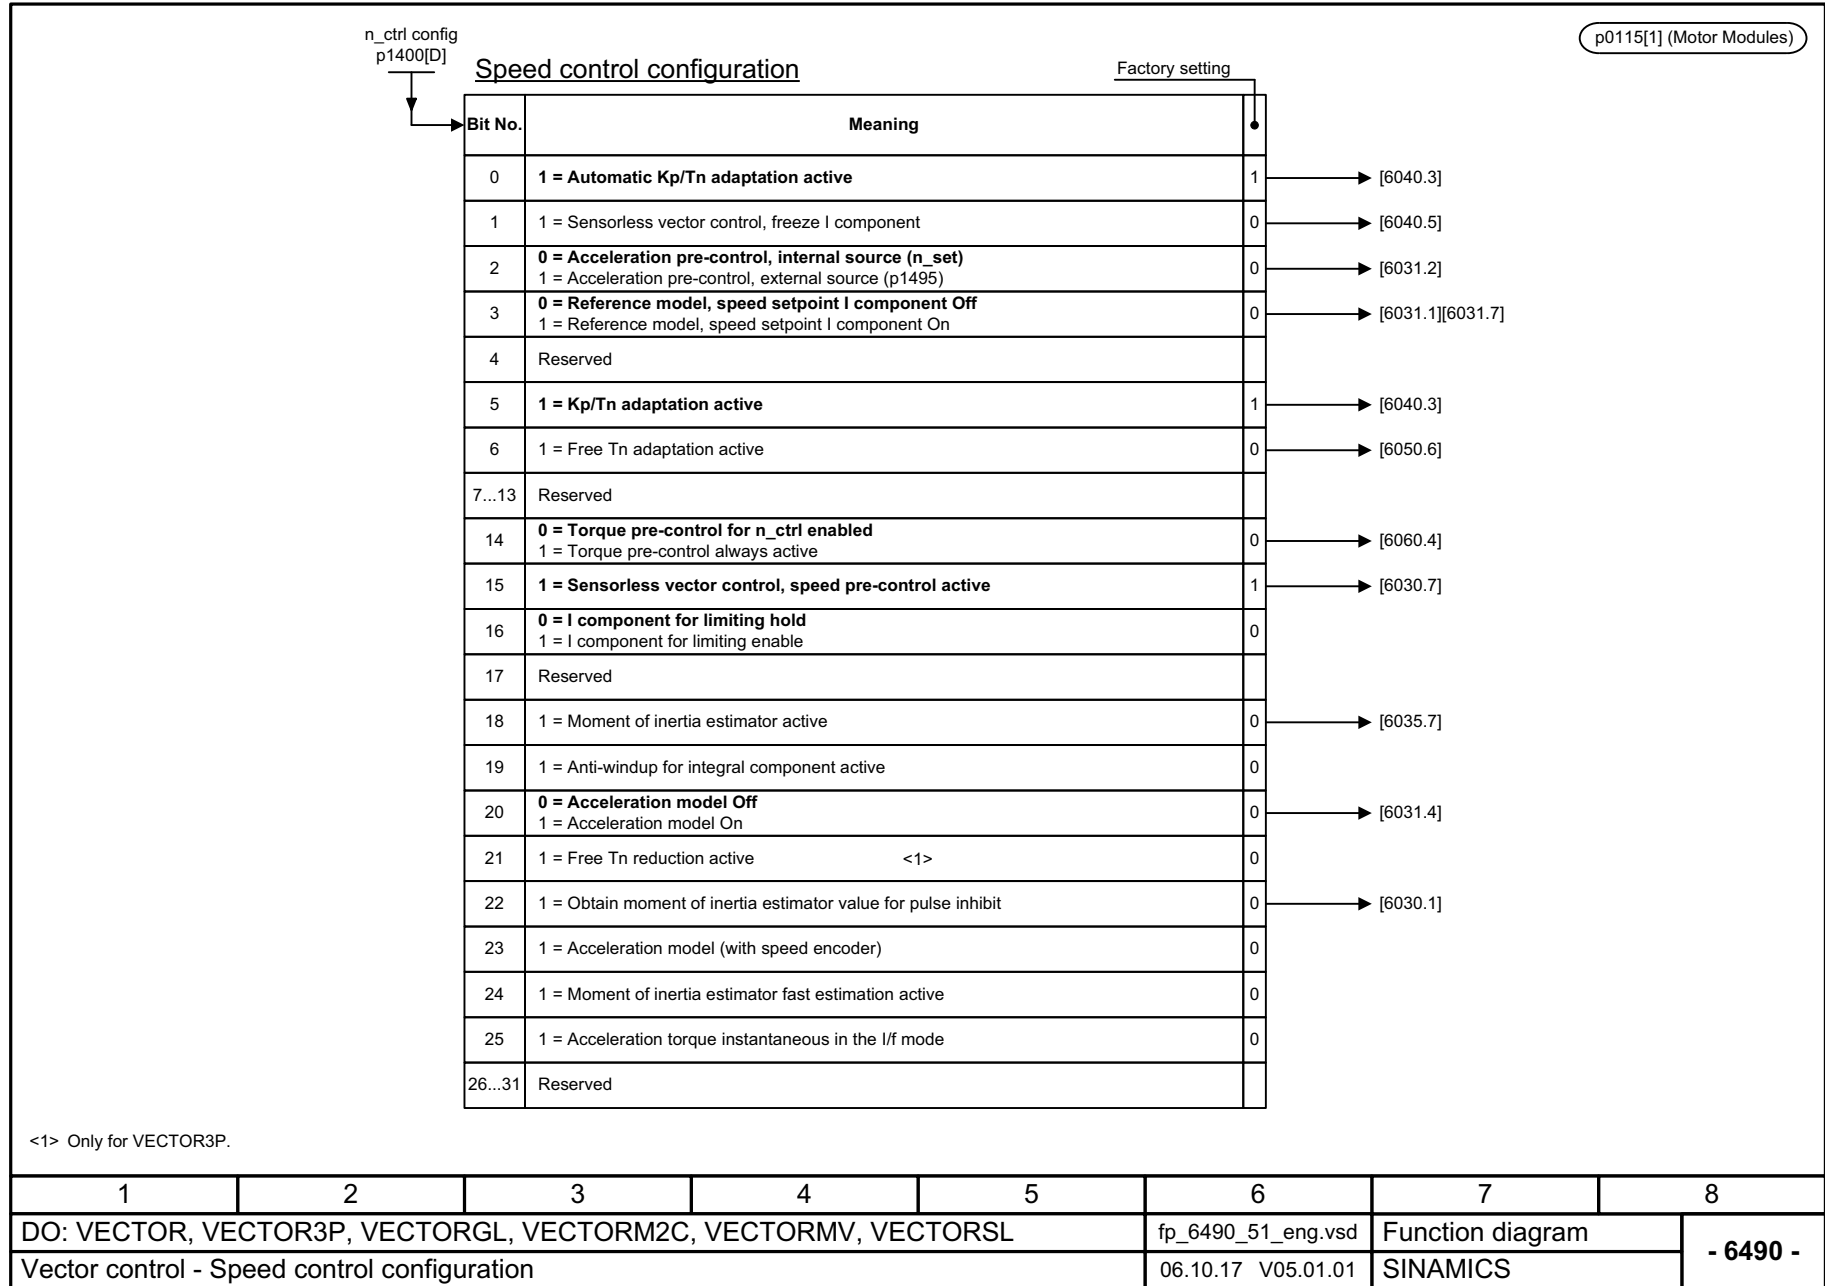 n_ctrl config
p1400[D]
p0115[1] (Motor Modules)
Speed control configuration
Factory setting
Bit No. Meaning
0 1 = Automatic Kp/Tn adaptation active 1 [6040.3]
1 1 = Sensorless vector control, freeze I component 0 [6040.5]
2 0 = Acceleration pre-control, internal source (n_set)
1 = Acceleration pre-control, external source (p1495) 0 [6031.2]
3 0 = Reference model, speed setpoint I component Off
1 = Reference model, speed setpoint I component On 0 [6031.1][6031.7]
4 Reserved
5 1 = Kp/Tn adaptation active 1 [6040.3]
6 1 = Free Tn adaptation active 0 [6050.6]
7...13 Reserved
14 0 = Torque pre-control for n_ctrl enabled
1 = Torque pre-control always active 0 [6060.4]
15 1 = Sensorless vector control, speed pre-control active 1 [6030.7]
16 0 = I component for limiting hold
1 = I component for limiting enable 0
17 Reserved
18 1 = Moment of inertia estimator active 0 [6035.7]
19 1 = Anti-windup for integral component active 0
20 0 = Acceleration model Off
1 = Acceleration model On 0 [6031.4]
21 1 = Free Tn reduction active <1> 0
22 1 = Obtain moment of inertia estimator value for pulse inhibit 0 [6030.1]
23 1 = Acceleration model (with speed encoder) 0
24 1 = Moment of inertia estimator fast estimation active 0
25 1 = Acceleration torque instantaneous in the I/f mode 0
26...31 Reserved
<1> Only for VECTOR3P.
1 2 3 4 5 6 7 8
DO: VECTOR, VECTOR3P, VECTORGL, VECTORM2C, VECTORMV, VECTORSL fp_6490_51_eng.vsd Function diagram
- 6490 -
Vector control - Speed control configuration 06.10.17 V05.01.01 SINAMICS